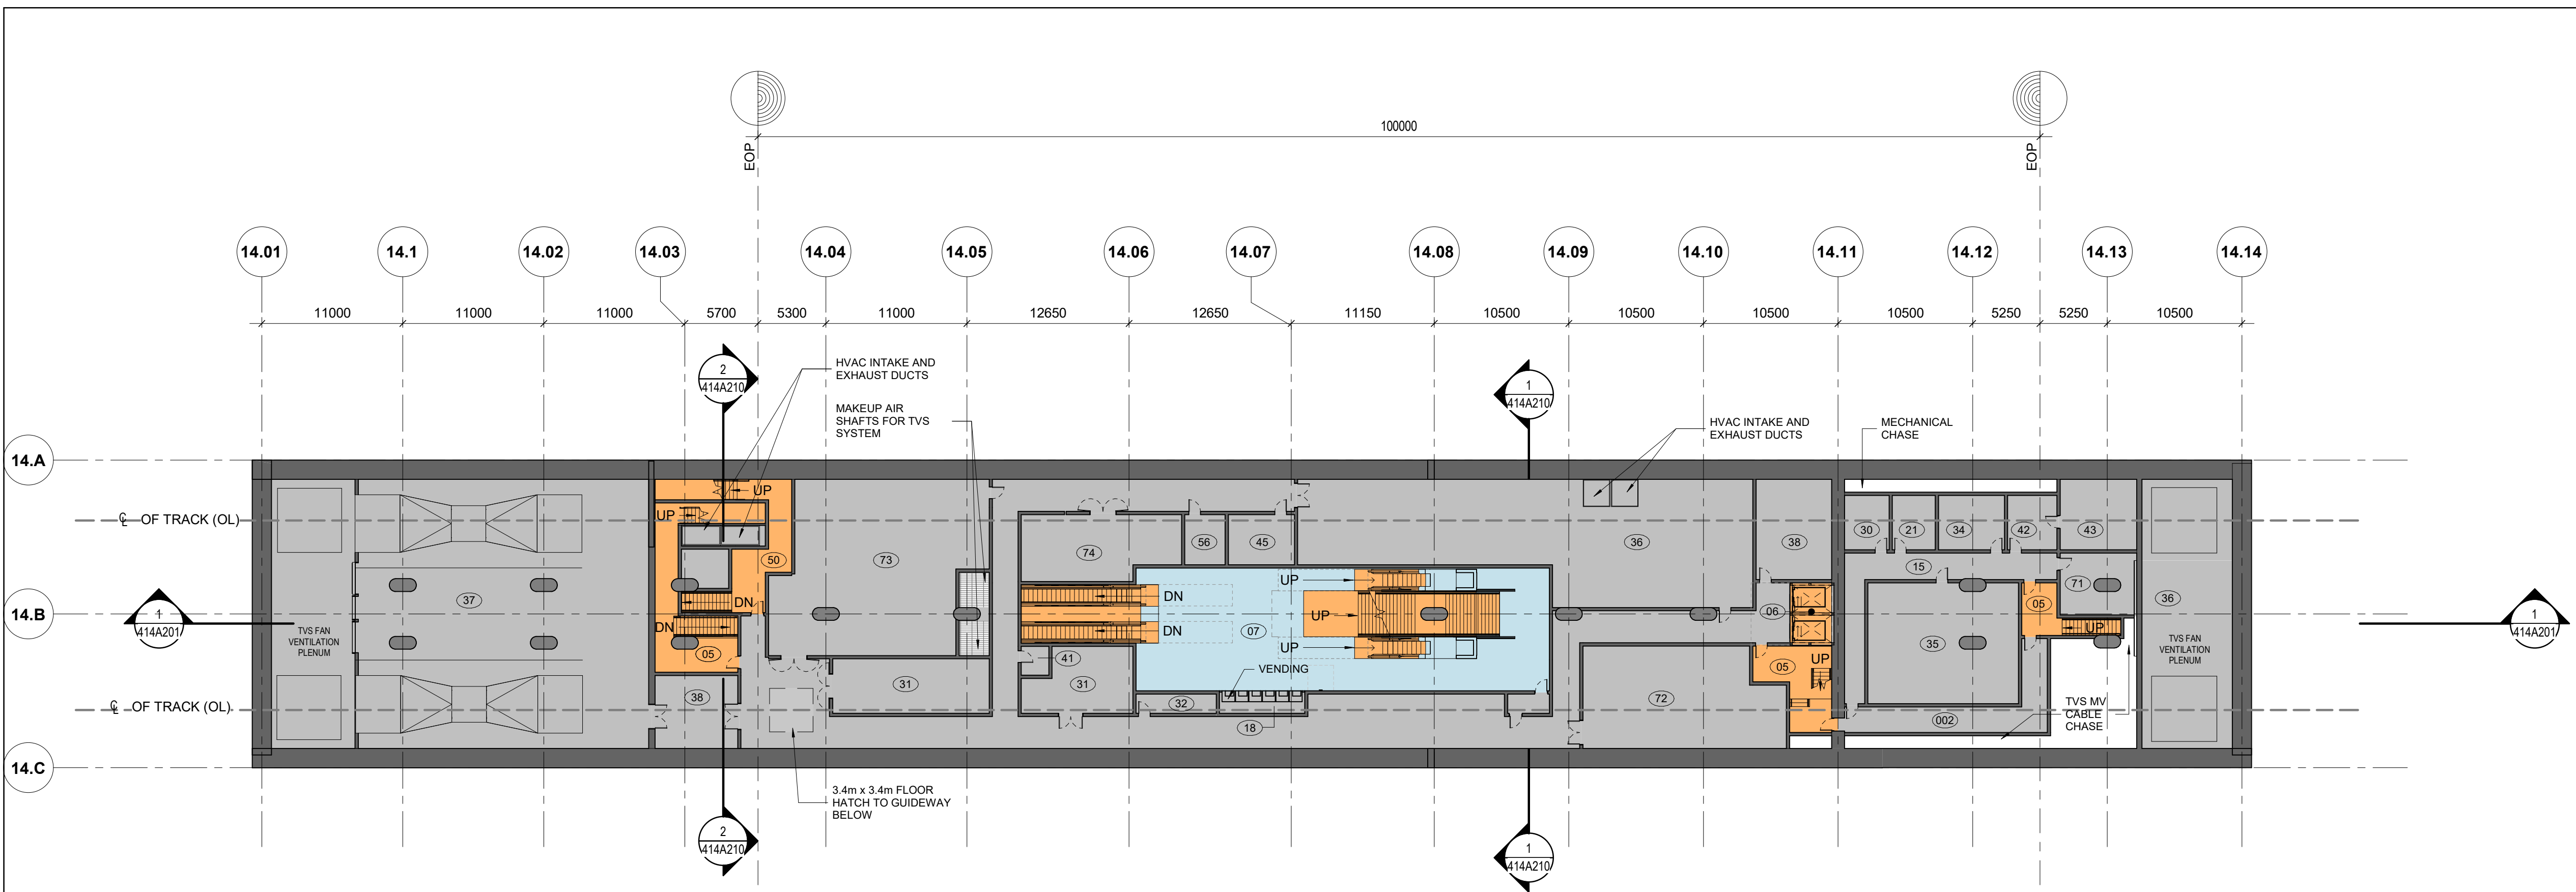 100000
EOP
EOP
14.01
14.1
14.02
14.03
14.04
14.05
14.06
14.07
14.08
14.09
14.10
14.11
14.12
14.13
14.14
11000
11000
11000
5700
5300
11000
12650
12650
11150
10500
10500
10500
10500
5250
5250
10500
2
414A210
HVAC INTAKE AND
EXHAUST DUCTS
1
414A210
MAKEUP AIR
SHAFTS FOR TVS
SYSTEM
HVAC INTAKE AND
EXHAUST DUCTS
MECHANICAL
CHASE
14.A
UP
UP
℄ OF TRACK (OL)
30
21
34
42
43
74
56
45
36
38
73
50
15
UP
71
37
DN
DN
06
05
14.B
1
414A201
TVS FAN
VENTILATION
PLENUM
DN
DN
07
UP
UP
36
1
414A201
05
41
UP
05
UP
35
TVS FAN
VENTILATION
PLENUM
VENDING
38
31
31
32
72
℄ OF TRACK (OL)
18
002
TVS MV
CABLE
CHASE
14.C
3.4m x 3.4m FLOOR
HATCH TO GUIDEWAY
BELOW
2
414A210
1
414A210